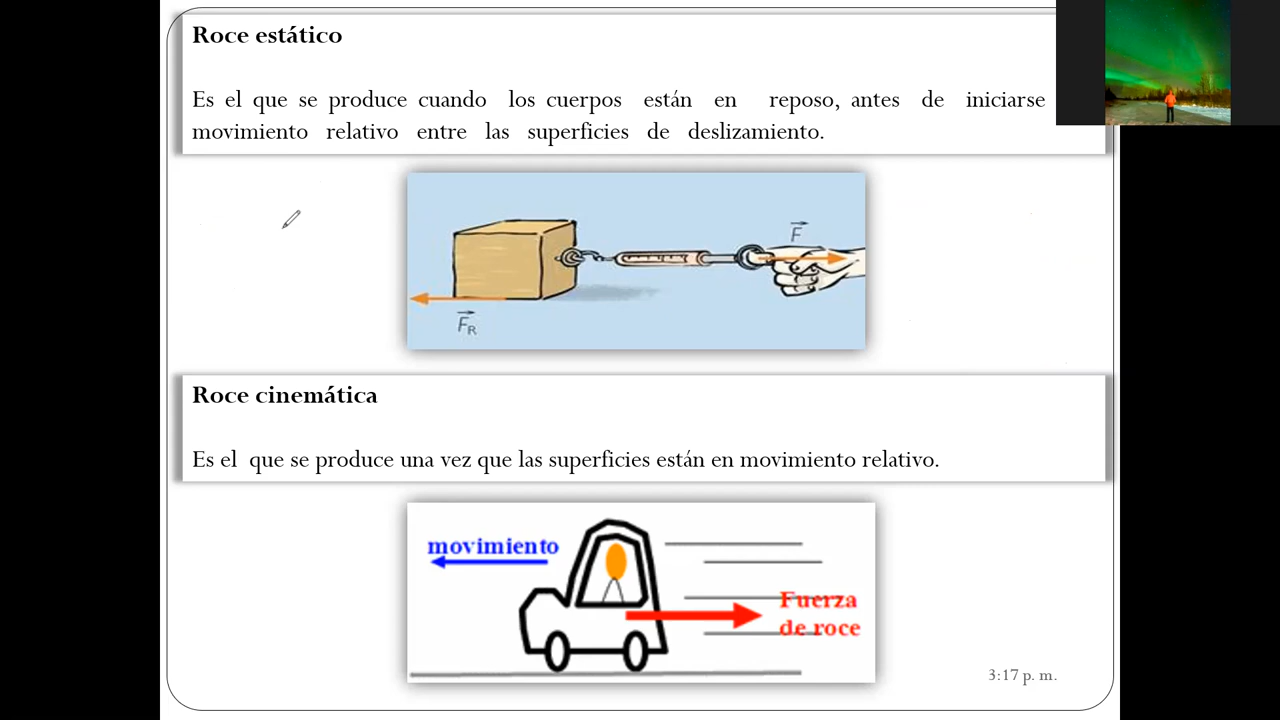 Roce estático
Es el que se produce cuando los cuerpos están en reposo, antes de iniciarse
movimiento relativo entre las superficies de deslizamiento.
F
F_R
Roce cinemática
Es el que se produce una vez que las superficies están en movimiento relativo.
movimiento
Fuerza
de roce
3:17 p. m.